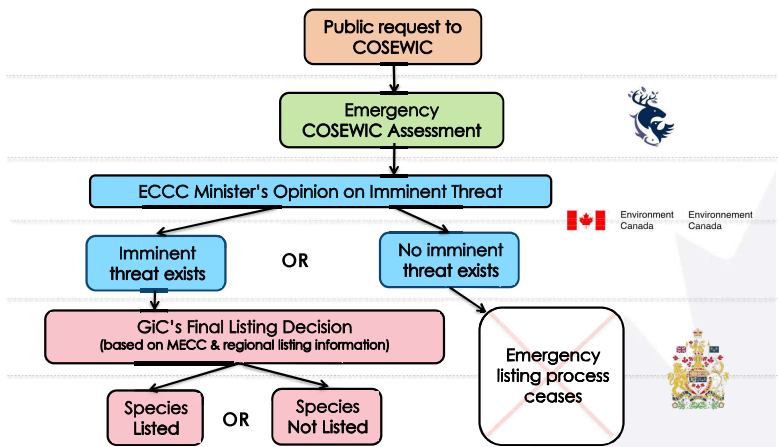 Public request to
COSEWIC
Emergency
COSEWIC Assessment
ECCC Minister's Opinion on Imminent Threat
Environment
Canada
Environnement
Canada
Imminent
threat exists
OR
No imminent
threat exists
GiC's Final Listing Decision
(based on MECC & regional listing information)
Emergency
listing process
ceases
Species
Listed
OR
Species
Not Listed